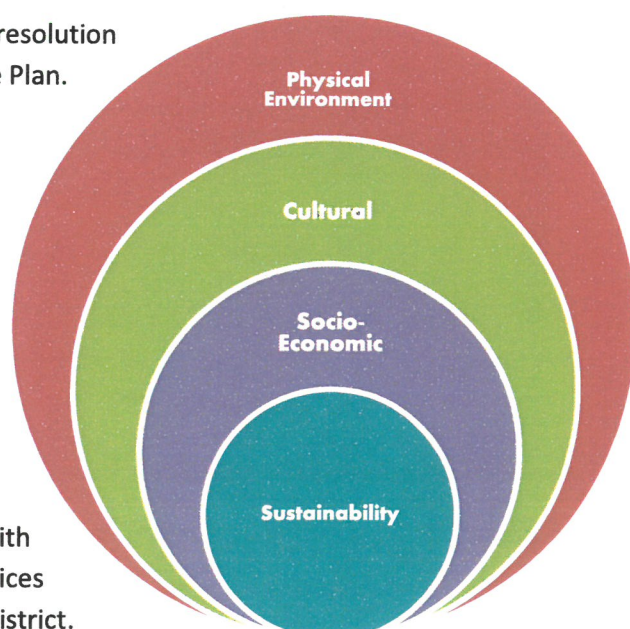 resolution
e Plan.
Physical
Environment
Cultural
Socio-
Economic
Sustainability
ith
ices
istrict.